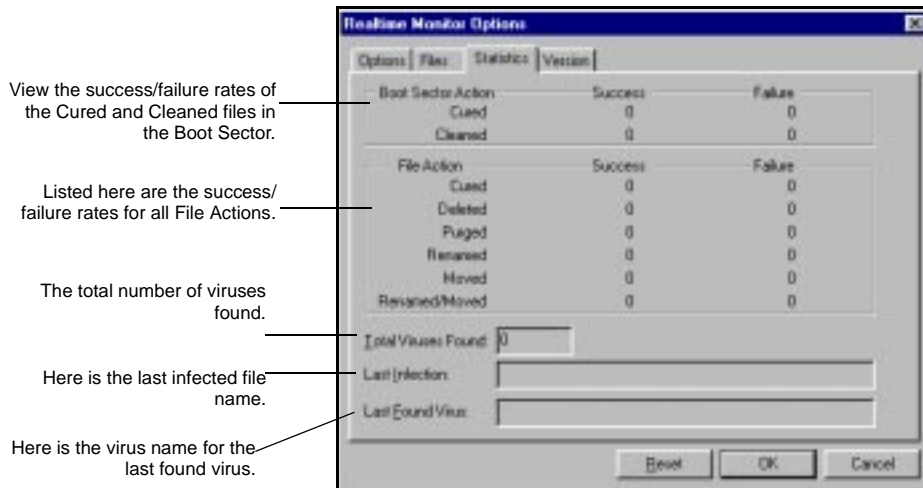 Realtime Monitor Options
Options Files Statistics Version
View the success/failure rates of
the Cured and Cleaned files in
the Boot Sector.
Boot Sector Action Success Failure
Cured 0 0
Cleaned 0 0
Listed here are the success/
failure rates for all File Actions.
File Action Success Failure
Cured 0 0
Deleted 0 0
Purged 0 0
Renamed 0 0
Moved 0 0
Renamed/Moved 0 0
The total number of viruses
found.
Total Viruses Found: 0
Here is the last infected file
name.
Last Infection:
Here is the virus name for the
last found virus.
Last Found Virus:
Reset OK Cancel